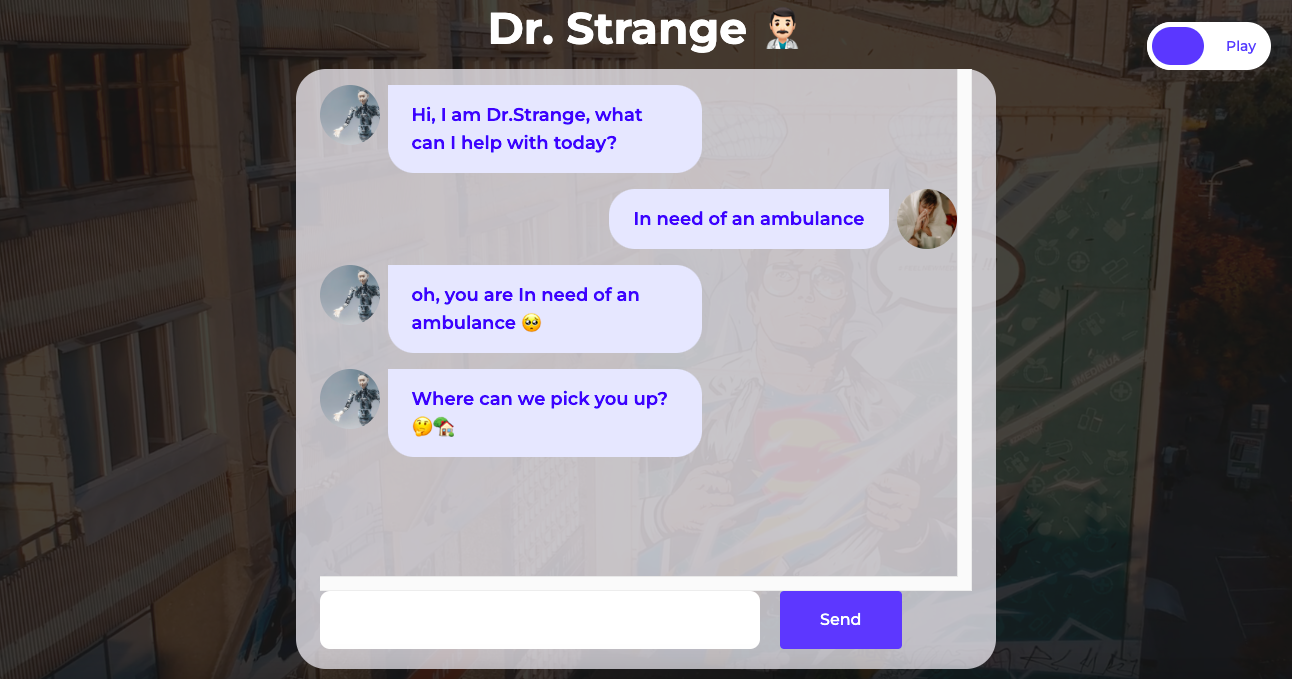 Dr. Strange 👨🏻‍⚕️
Play
Hi, I am Dr.Strange, what
can I help with today?
In need of an ambulance
oh, you are In need of an
ambulance 🥺
Where can we pick you up?
🤔🏡
Send